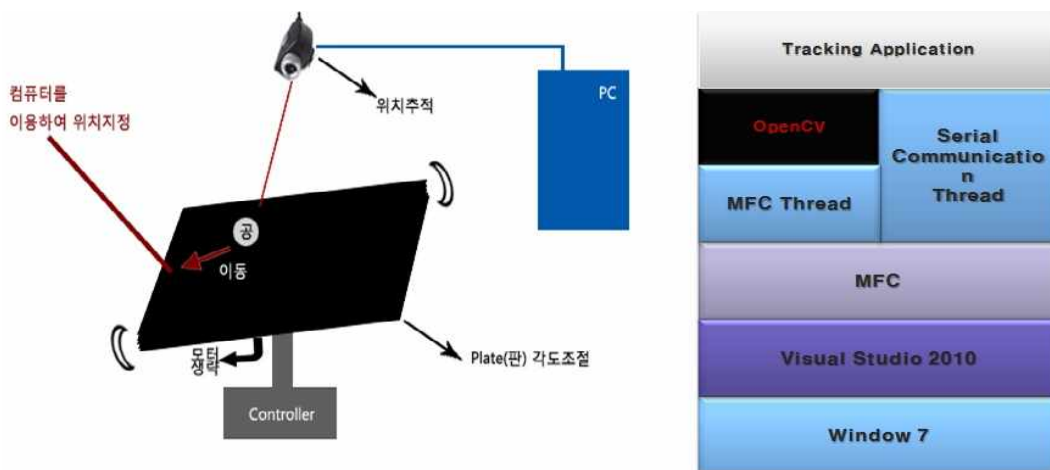 컴퓨터를
이용하여 위치지정
위치추적
PC
공
이동
모터
생략
Plate(판) 각도조절
Controller
Tracking Application
OpenCV
Serial
Communicatio
n
Thread
MFC Thread
MFC
Visual Studio 2010
Window 7